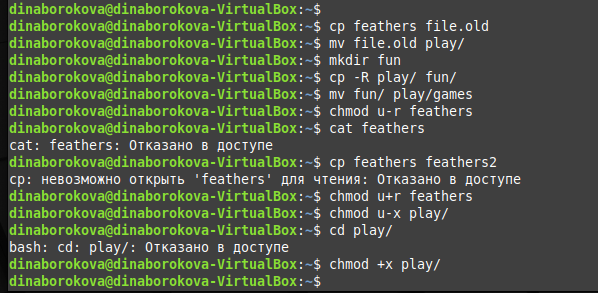 dinaborokova@dinaborokova-VirtualBox:~$
dinaborokova@dinaborokova-VirtualBox:~$ cp feathers file.old
dinaborokova@dinaborokova-VirtualBox:~$ mv file.old play/
dinaborokova@dinaborokova-VirtualBox:~$ mkdir fun
dinaborokova@dinaborokova-VirtualBox:~$ cp -R play/ fun/
dinaborokova@dinaborokova-VirtualBox:~$ mv fun/ play/games
dinaborokova@dinaborokova-VirtualBox:~$ chmod u-r feathers
dinaborokova@dinaborokova-VirtualBox:~$ cat feathers
cat: feathers: Отказано в доступе
dinaborokova@dinaborokova-VirtualBox:~$ cp feathers feathers2
cp: невозможно открыть 'feathers' для чтения: Отказано в доступе
dinaborokova@dinaborokova-VirtualBox:~$ chmod u+r feathers
dinaborokova@dinaborokova-VirtualBox:~$ chmod u-x play/
dinaborokova@dinaborokova-VirtualBox:~$ cd play/
bash: cd: play/: Отказано в доступе
dinaborokova@dinaborokova-VirtualBox:~$ chmod +x play/
dinaborokova@dinaborokova-VirtualBox:~$